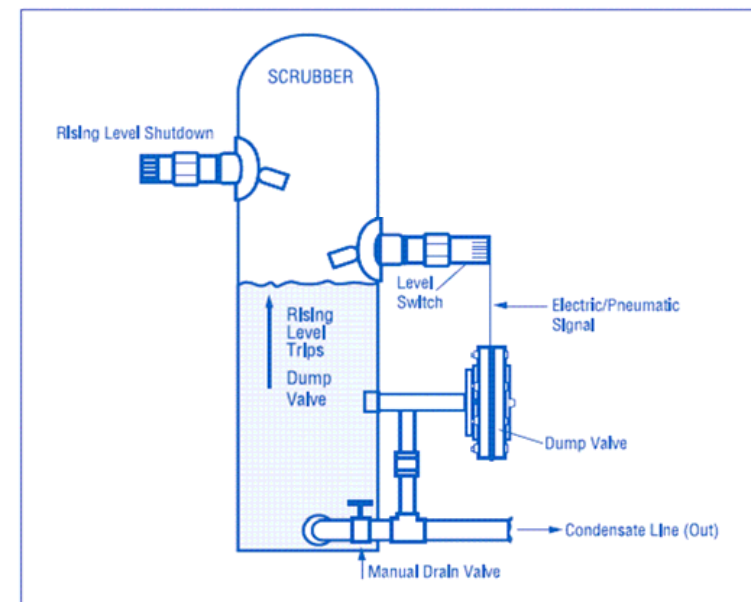 SCRUBBER
Rising Level Shutdown
Level
Switch
Electric/Pneumatic
Signal
Rising
Level
Trips
Dump
Valve
Dump Valve
Condensate Line (Out)
Manual Drain Valve